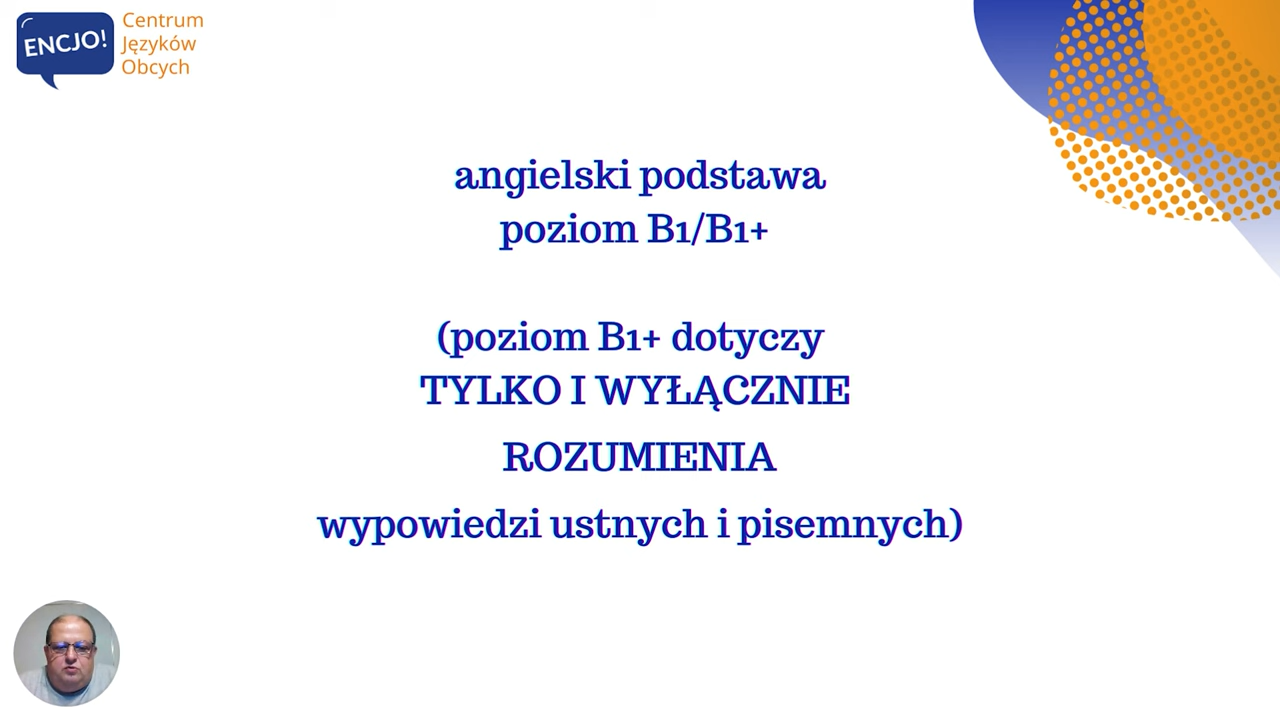 ENCJO!
Centrum
Języków
Obcych
angielski podstawa
poziom B1/B1+
(poziom B1+ dotyczy
TYLKO I WYŁĄCZNIE
ROZUMIENIA
wypowiedzi ustnych i pisemnych)